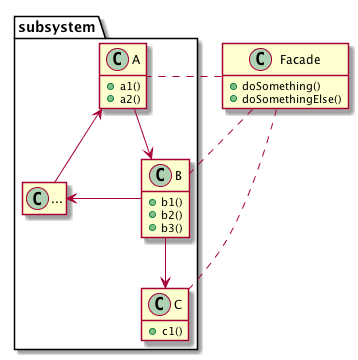 subsystem
C A
a1()
a2()
C Facade
doSomething()
doSomethingElse()
C B
b1()
b2()
b3()
C ...
C C
c1()